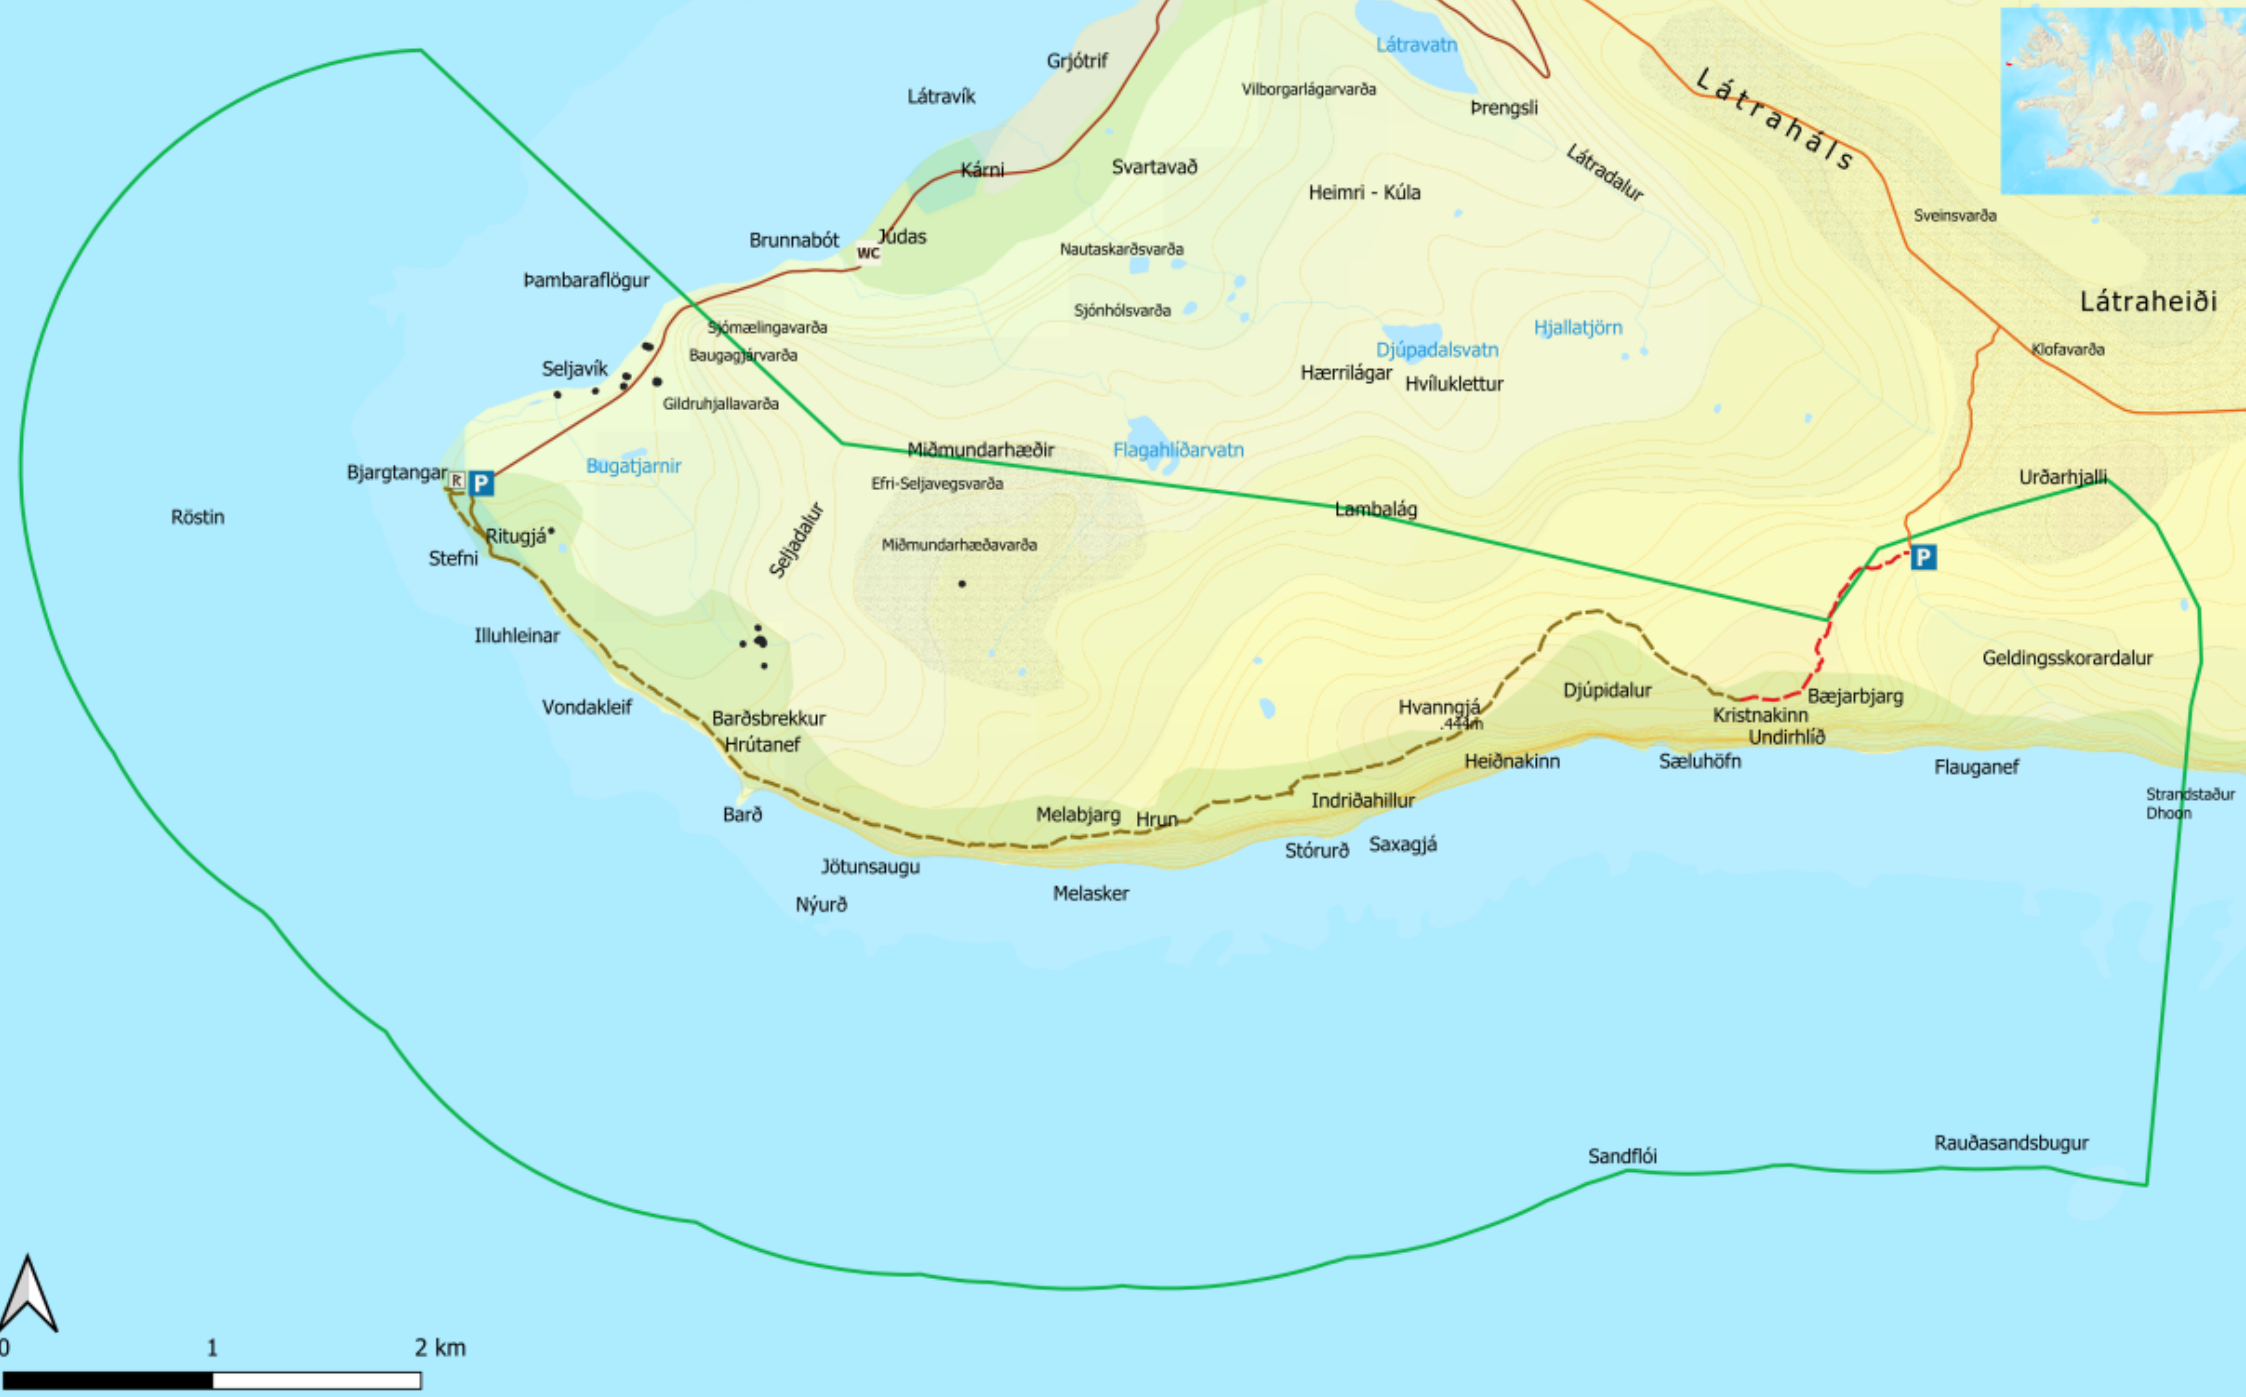 Látravatn
Grjótrif
Vilborgarlágarvarða
Látravík
Þrengsli
Látraháls
Kárni
Svartavað
Látradalur
Heimri - Kúla
Sveinsvarða
Brunnabót
Júdas
WC
Nautaskarðsvarða
Þambaraflögur
Látraheiði
Sjónhólsvarða
Sjómælingavarða
Hjallatjörn
Baugagjárvarða
Djúpadalsvatn
Klofavarða
Seljavík
Hærrilágar
Hvíluklettur
Gildruhjallavarða
Miðmundarhæðir
Flagahlíðarvatn
Bugatjarnir
Bjargtangar
R
P
Efri-Seljavegsvarða
Urðarhjalli
Röstin
Lambalág
Ritugjá
Seljadalur
Miðmundarhæðavarða
Stefni
P
Illuhleinar
Geldingsskorardalur
Djúpidalur
Bæjarbjarg
Vondakleif
Hvanngjá
.444m
Barðsbrekkur
Kristnakinn
Hrútanef
Undirhlíð
Heiðnakinn
Sæluhöfn
Flauganef
Strandstaður
Dhoon
Barð
Melabjarg
Hrun
Indriðahillur
Stórurð
Saxagjá
Jötunsaugu
Melasker
Nýurð
Sandflói
Rauðasandsbugur
0 1 2 km